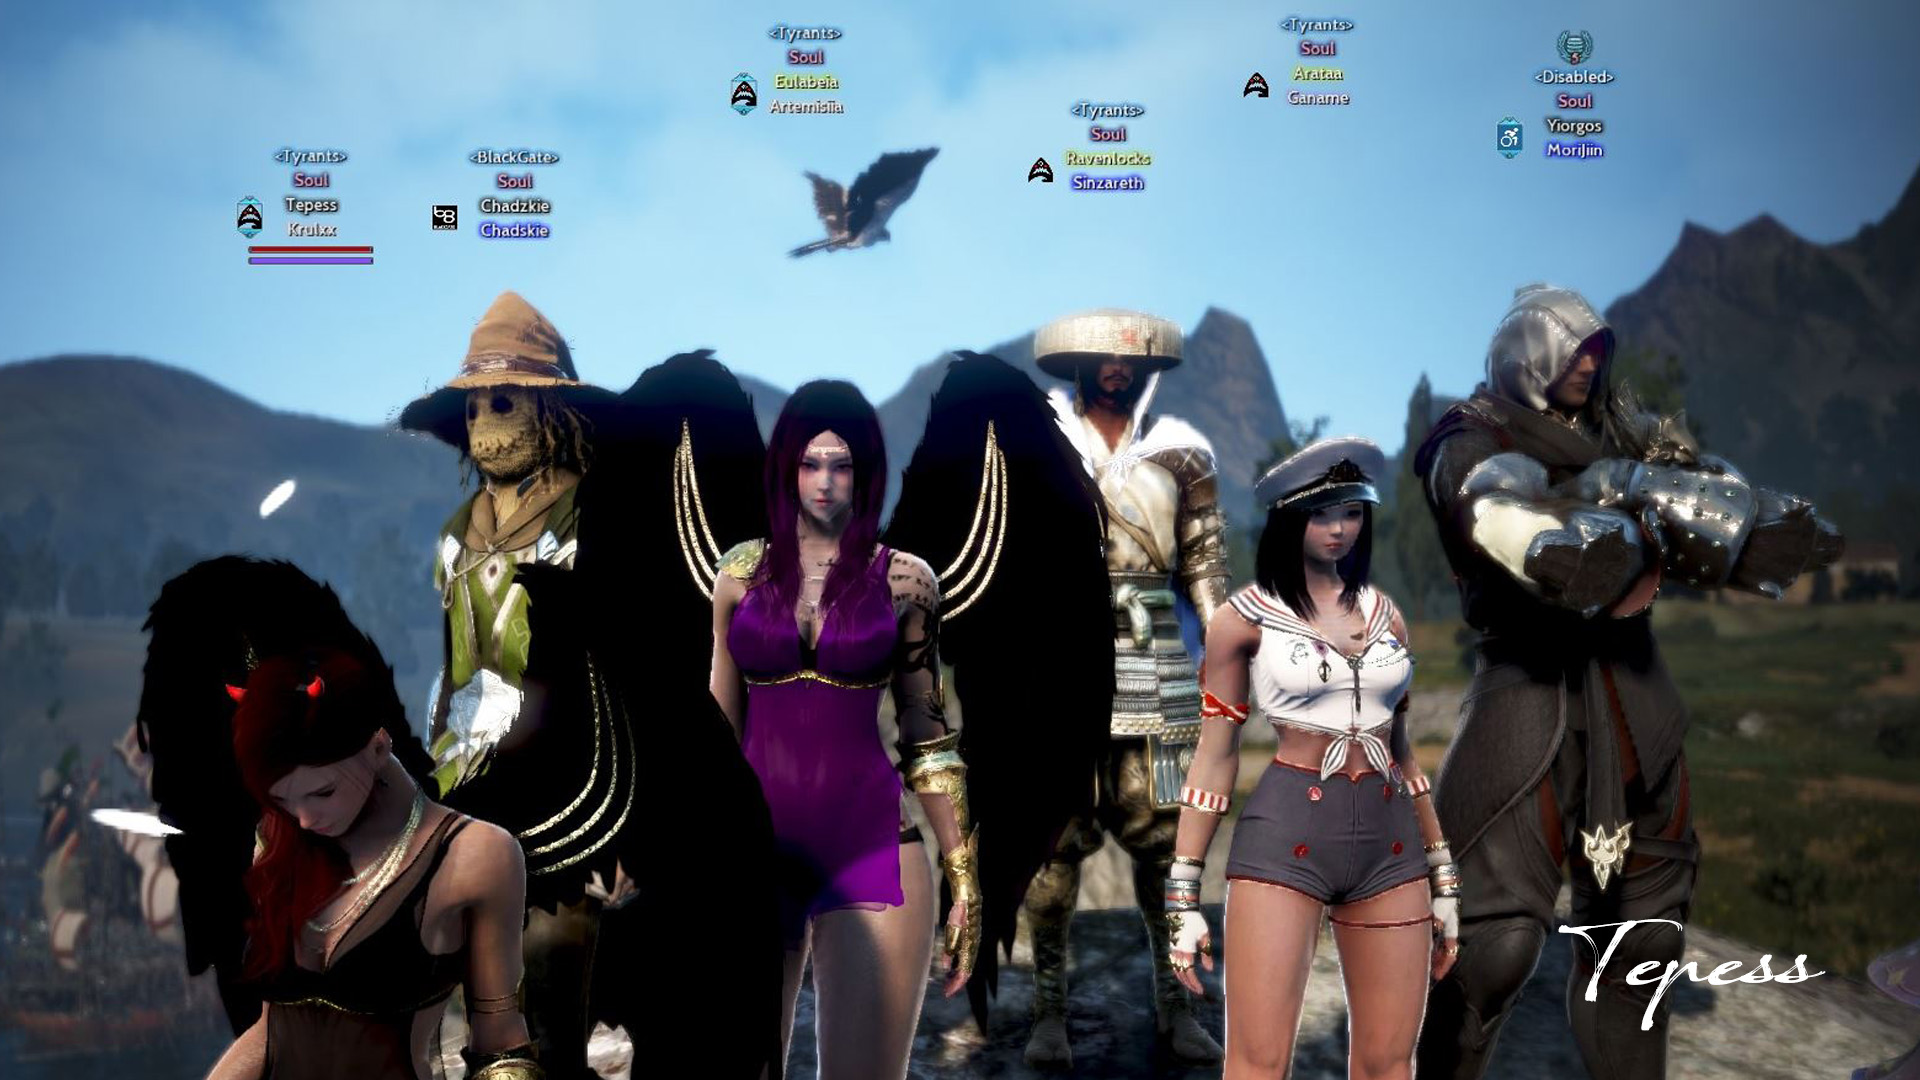 <Tyrants>
Soul
Tepess
Krulxx
<BlackGate>
Soul
Chadzkie
Chadskie
<Tyrants>
Soul
Eulabeia
Artemisiia
<Tyrants>
Soul
Ravenlocks
Sinzareth
<Tyrants>
Soul
Arataa
Ganame
5
<Disabled>
Soul
Yiorgos
MoriJiin
Tepess